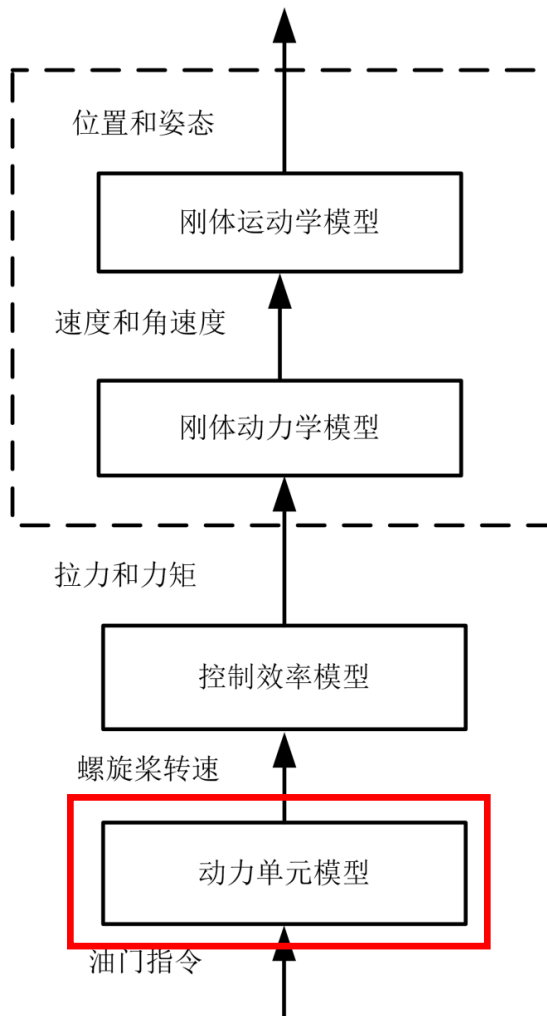 位置和姿态
刚体运动学模型
速度和角速度
刚体动力学模型
拉力和力矩
控制效率模型
螺旋桨转速
动力单元模型
油门指令